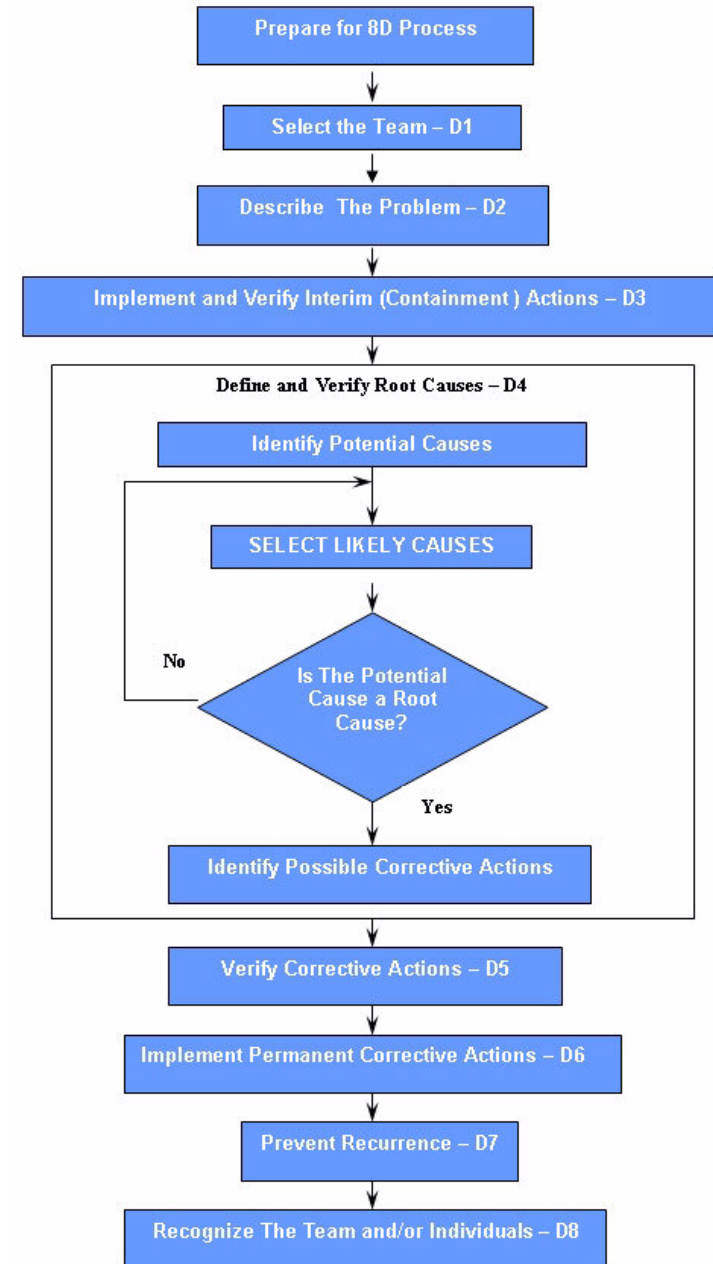 Prepare for 8D Process
Select the Team – D1
Describe The Problem – D2
Implement and Verify Interim (Containment ) Actions – D3
Define and Verify Root Causes – D4
Identify Potential Causes
SELECT LIKELY CAUSES
No
Is The Potential
Cause a Root
Cause?
Yes
Identify Possible Corrective Actions
Verify Corrective Actions – D5
Implement Permanent Corrective Actions – D6
Prevent Recurrence – D7
Recognize The Team and/or Individuals – D8